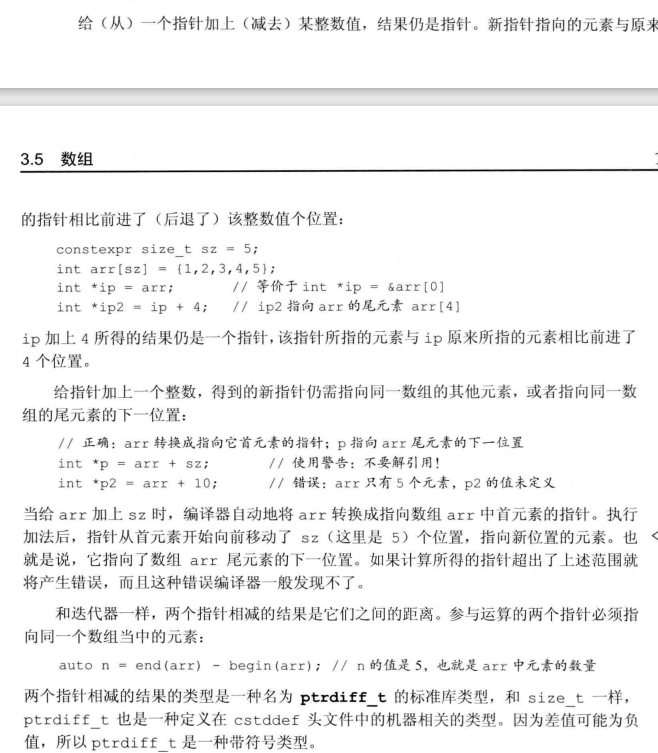 给（从）一个指针加上（减去）某整数值，结果仍是指针。新指针指向的元素与原来
3.5 数组
的指针相比前进了（后退了）该整数值个位置：
constexpr size_t sz = 5;
int arr[sz] = {1,2,3,4,5};
int *ip = arr; // 等价于 int *ip = &arr[0]
int *ip2 = ip + 4; // ip2 指向 arr 的尾元素 arr[4]
ip 加上 4 所得的结果仍是一个指针，该指针所指的元素与 ip 原来所指的元素相比前进了
4 个位置。
给指针加上一个整数，得到的新指针仍需指向同一数组的其他元素，或者指向同一数
组的尾元素的下一位置：
// 正确：arr 转换成指向它首元素的指针；p 指向 arr 尾元素的下一位置
int *p = arr + sz; // 使用警告：不要解引用！
int *p2 = arr + 10; // 错误：arr 只有 5 个元素，p2 的值未定义
当给 arr 加上 sz 时，编译器自动地将 arr 转换成指向数组 arr 中首元素的指针。执行
加法后，指针从首元素开始向前移动了 sz（这里是 5）个位置，指向新位置的元素。也
就是说，它指向了数组 arr 尾元素的下一位置。如果计算所得的指针超出了上述范围就
将产生错误，而且这种错误编译器一般发现不了。
和迭代器一样，两个指针相减的结果是它们之间的距离。参与运算的两个指针必须指
向同一个数组当中的元素：
auto n = end(arr) - begin(arr); // n 的值是 5，也就是 arr 中元素的数量
两个指针相减的结果的类型是一种名为 ptrdiff_t 的标准库类型，和 size_t 一样，
ptrdiff_t 也是一种定义在 cstddef 头文件中的机器相关的类型。因为差值可能为负
值，所以 ptrdiff_t 是一种带符号类型。